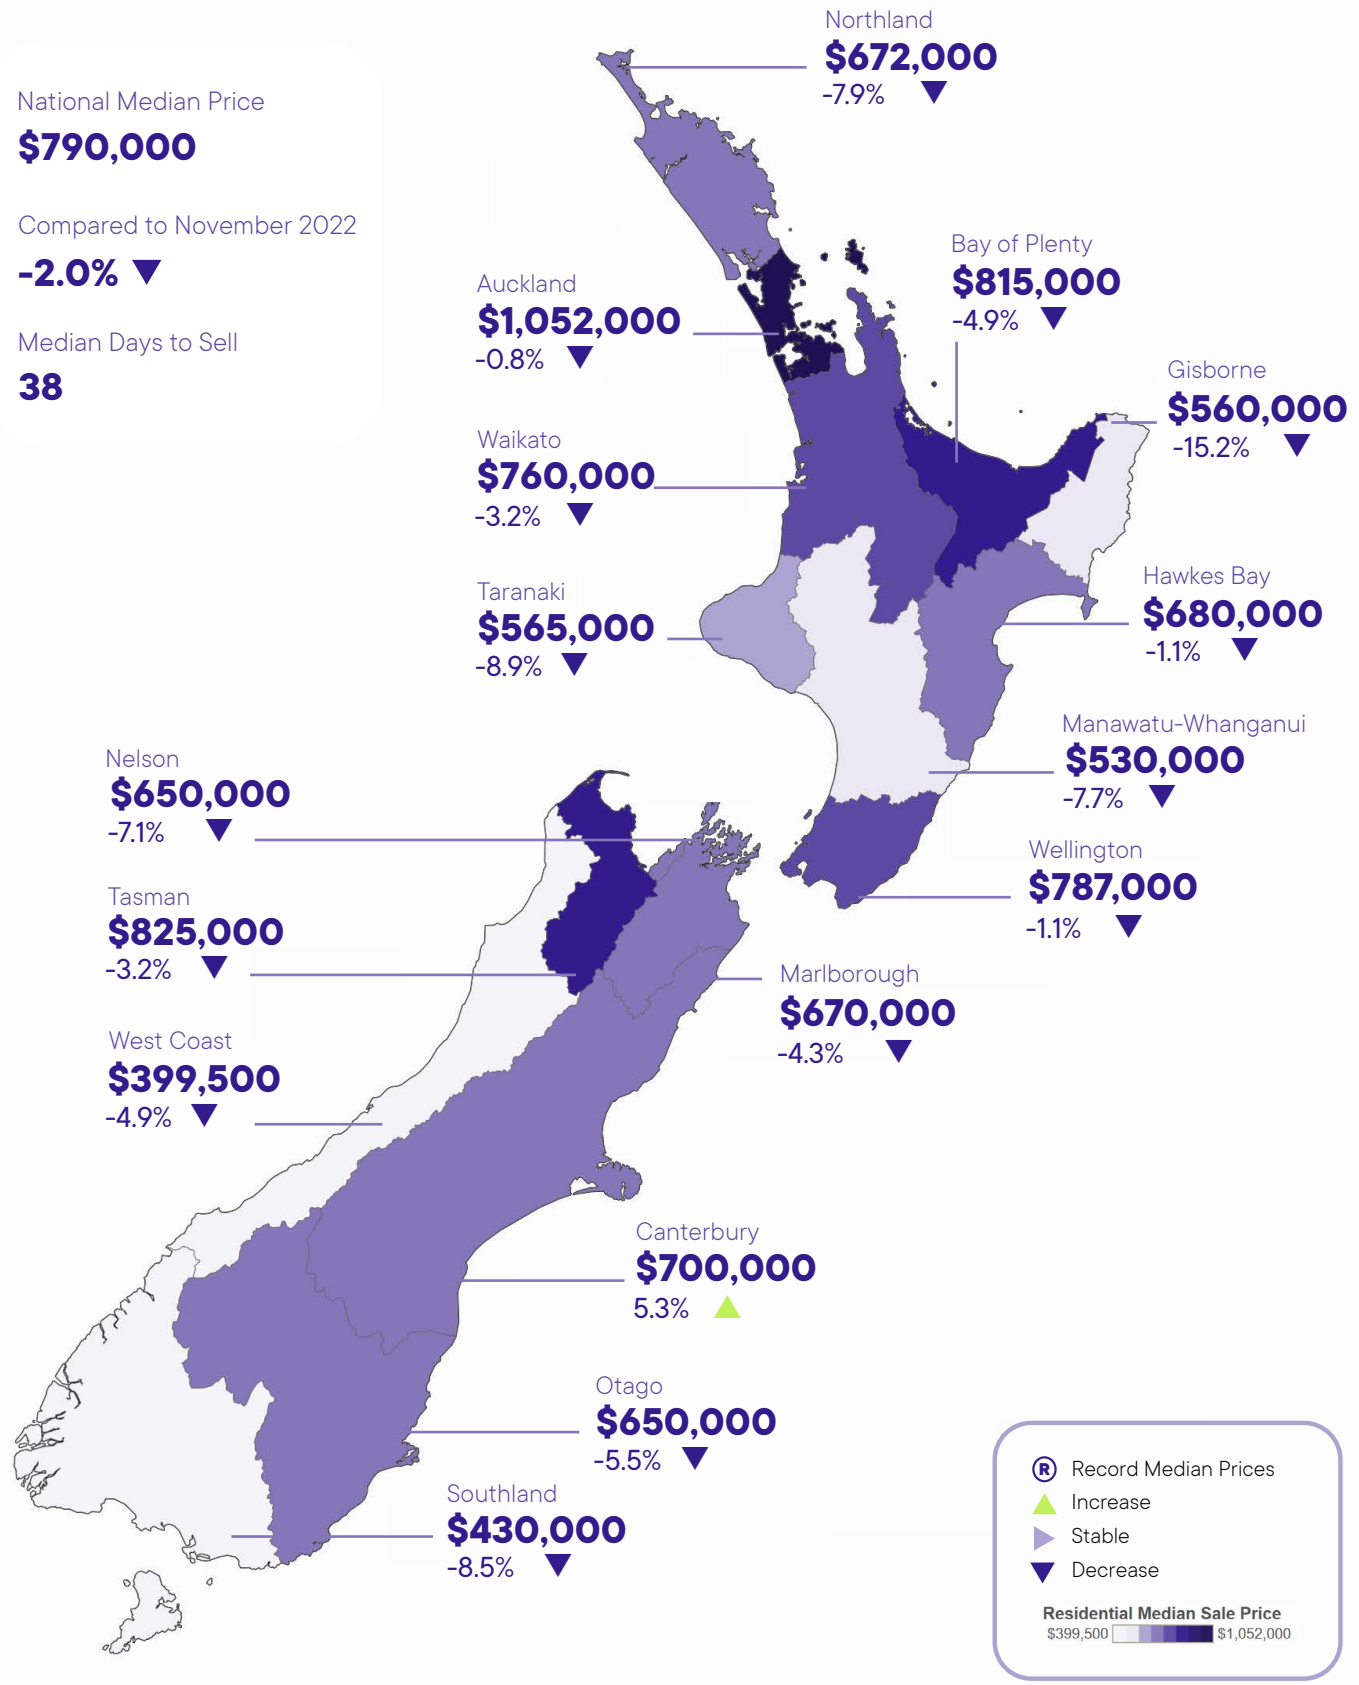 National Median Price
$790,000
Compared to November 2022
-2.0%
Median Days to Sell
38
Northland
$672,000
-7.9%
Auckland
$1,052,000
-0.8%
Bay of Plenty
$815,000
-4.9%
Gisborne
$560,000
-15.2%
Waikato
$760,000
-3.2%
Taranaki
$565,000
-8.9%
Hawkes Bay
$680,000
-1.1%
Manawatu-Whanganui
$530,000
-7.7%
Wellington
$787,000
-1.1%
Nelson
$650,000
-7.1%
Tasman
$825,000
-3.2%
Marlborough
$670,000
-4.3%
West Coast
$399,500
-4.9%
Canterbury
$700,000
5.3%
Otago
$650,000
-5.5%
Southland
$430,000
-8.5%
R Record Median Prices
Increase
Stable
Decrease
Residential Median Sale Price
$399,500 $1,052,000